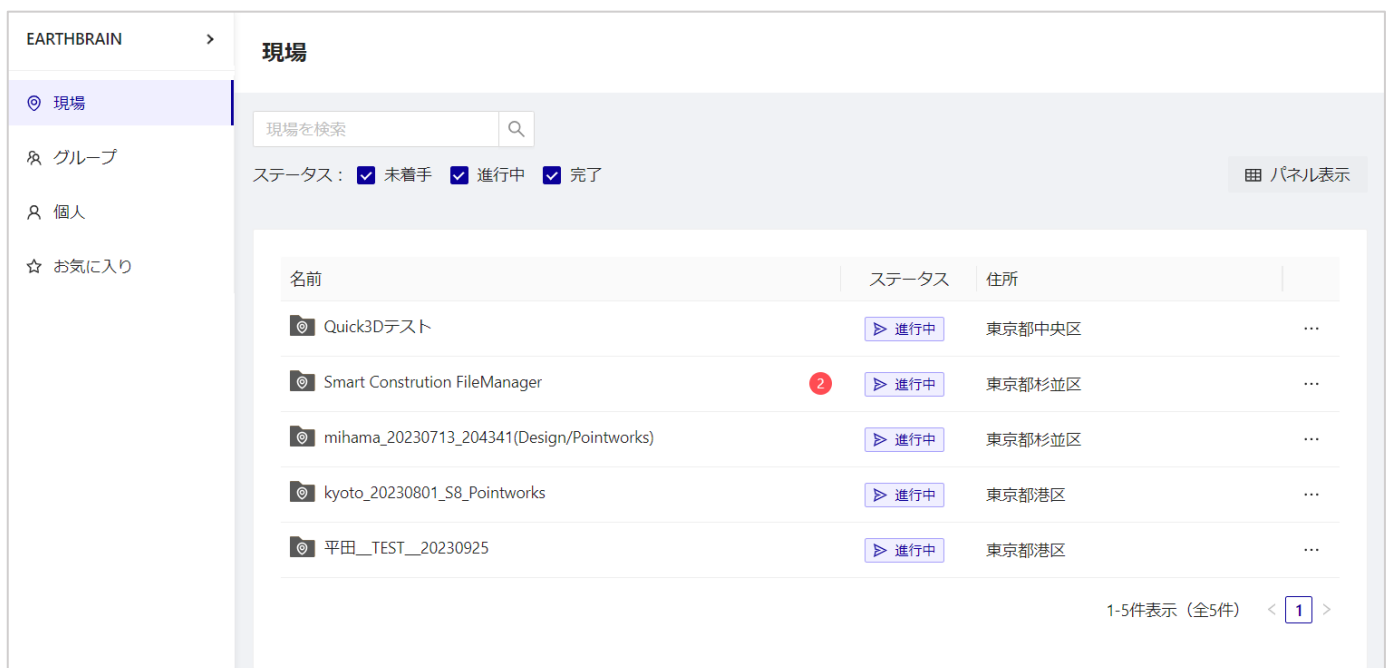 EARTHBRAIN
現場
グループ
個人
お気に入り
現場
現場を検索
ステータス： 未着手 進行中 完了
パネル表示
名前 ステータス 住所
Quick3Dテスト 進行中 東京都中央区 ···
Smart Constrution FileManager 2 進行中 東京都杉並区 ···
mihama_20230713_204341(Design/Pointworks) 進行中 東京都杉並区 ···
kyoto_20230801_S8_Pointworks 進行中 東京都港区 ···
平田__TEST__20230925 進行中 東京都港区 ···
1-5件表示（全5件） < 1 >